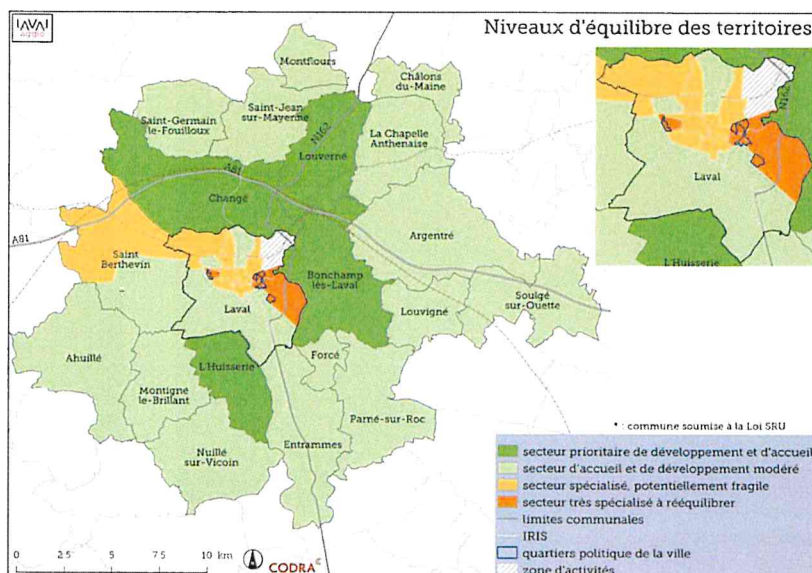 LAVAL
Agglo
Niveaux d'équilibre des territoires
Montflours
Châlons
du-Maine
Saint-Germain
le-Fouilloux
Saint-Jean
sur-Mayenne
N162
La Chapelle
Anthenaise
Louverné
A81
Changé
A81
Argentré
Saint
Berthevin
Bonchamp
lès-Laval
Laval
Louvigné
Soulgé
sur-Ouette
Forcé
Ahuillé
L'Huisserie
Montigné
le-Brillant
Parné-sur-Roc
Nuillé
sur-Vicoin
Entrammes
N162
Laval
L'Huisserie
* : commune soumise à la Loi SRU
secteur prioritaire de développement et d'accueil
secteur d'accueil et de développement modéré
secteur spécialisé, potentiellement fragile
secteur très spécialisé à rééquilibrer
limites communales
IRIS
quartiers politique de la ville
zone d'activités
0 2.5 5 10 km
CODRA